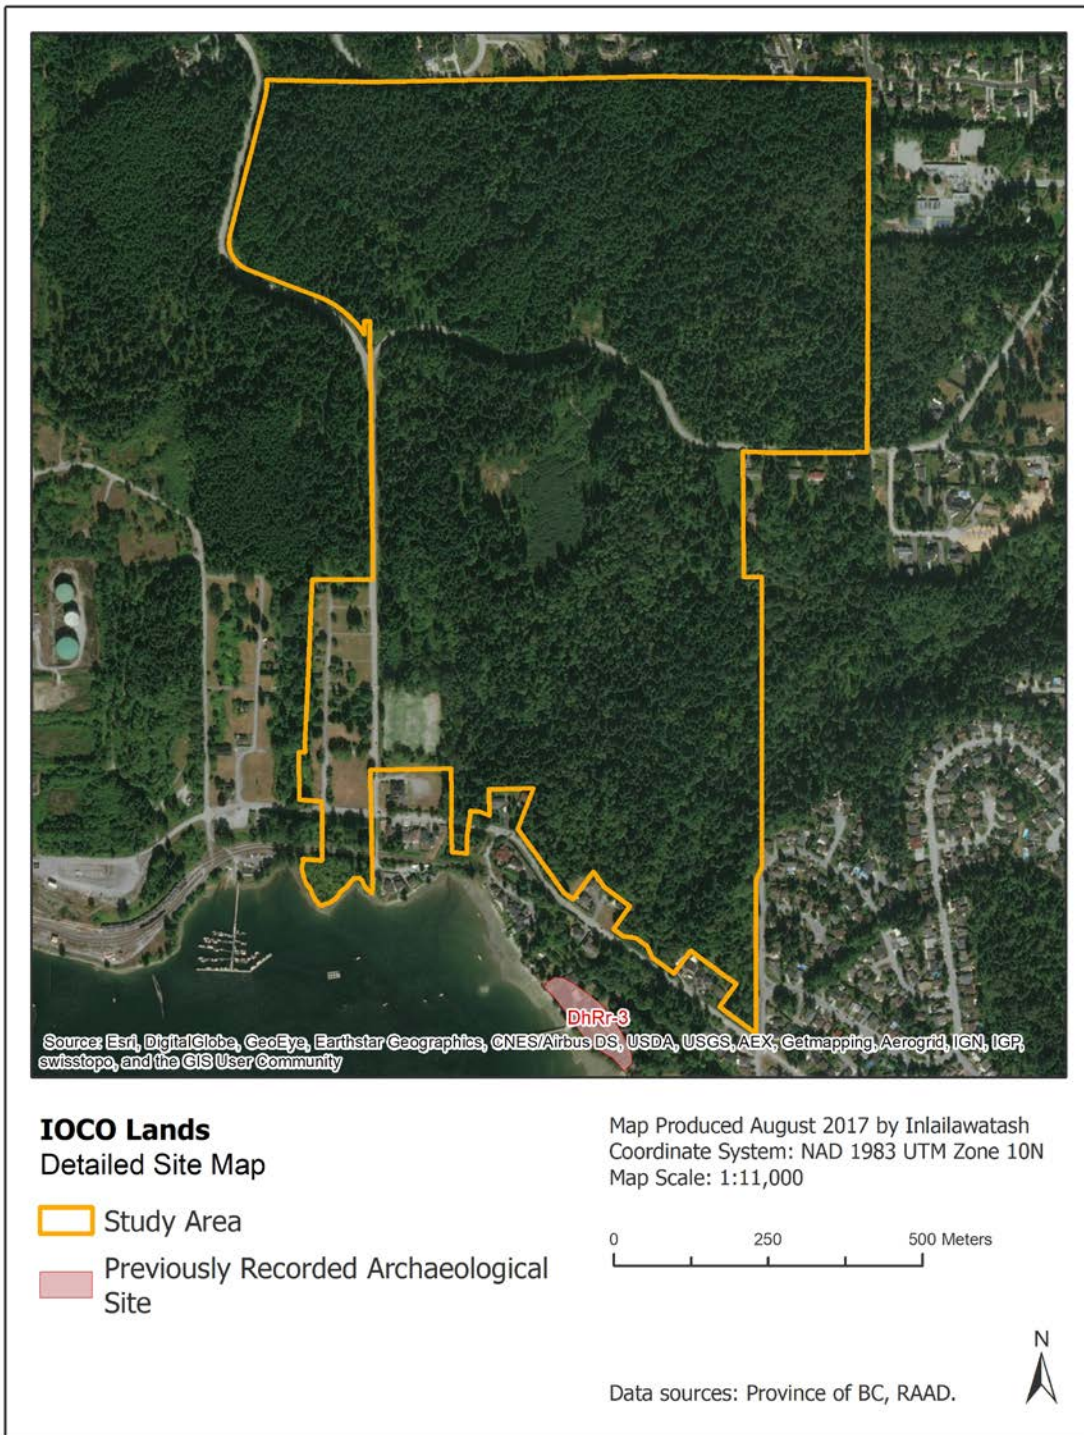 DhRr-3
Source: Esri, DigitalGlobe, GeoEye, Earthstar Geographics, CNES/Airbus DS, USDA, USGS, AEX, Getmapping, Aerogrid, IGN, IGP,
swisstopo, and the GIS User Community
IOCO Lands
Detailed Site Map
Study Area
Previously Recorded Archaeological
Site
Map Produced August 2017 by Inlailawatash
Coordinate System: NAD 1983 UTM Zone 10N
Map Scale: 1:11,000
0 250 500 Meters
N
Data sources: Province of BC, RAAD.